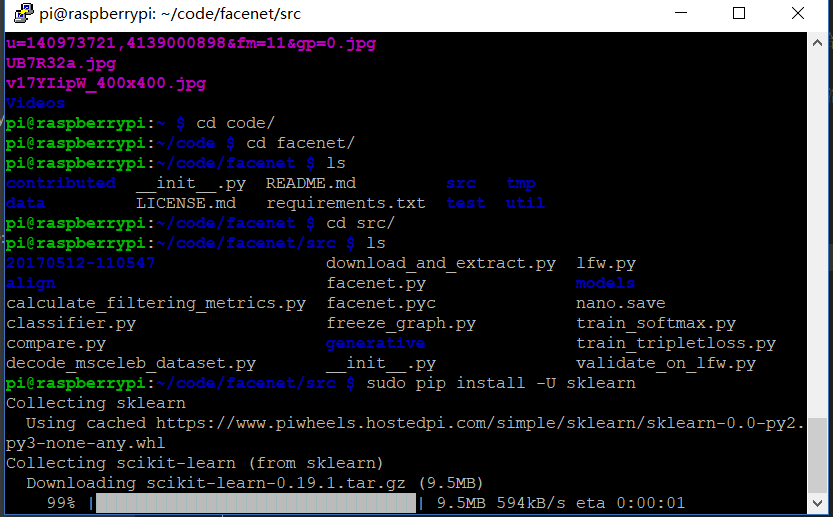 pi@raspberrypi: ~/code/facenet/src
u=140973721,4139000898&fm=11&gp=0.jpg
UB7R32a.jpg
v17YIipW_400x400.jpg
Videos
pi@raspberrypi:~ $ cd code/
pi@raspberrypi:~/code $ cd facenet/
pi@raspberrypi:~/code/facenet $ ls
contributed  __init__.py  README.md         src   tmp
data         LICENSE.md   requirements.txt  test  util
pi@raspberrypi:~/code/facenet $ cd src/
pi@raspberrypi:~/code/facenet/src $ ls
20170512-110547                 download_and_extract.py  lfw.py
align                           facenet.py               models
calculate_filtering_metrics.py  facenet.pyc              nano.save
classifier.py                   freeze_graph.py          train_softmax.py
compare.py                      generative               train_tripletloss.py
decode_msceleb_dataset.py       __init__.py              validate_on_lfw.py
pi@raspberrypi:~/code/facenet/src $ sudo pip install -U sklearn
Collecting sklearn
  Using cached https://www.piwheels.hostedpi.com/simple/sklearn/sklearn-0.0-py2.
py3-none-any.whl
Collecting scikit-learn (from sklearn)
  Downloading scikit-learn-0.19.1.tar.gz (9.5MB)
    99% |████████████████████████████████| 9.5MB 594kB/s eta 0:00:01